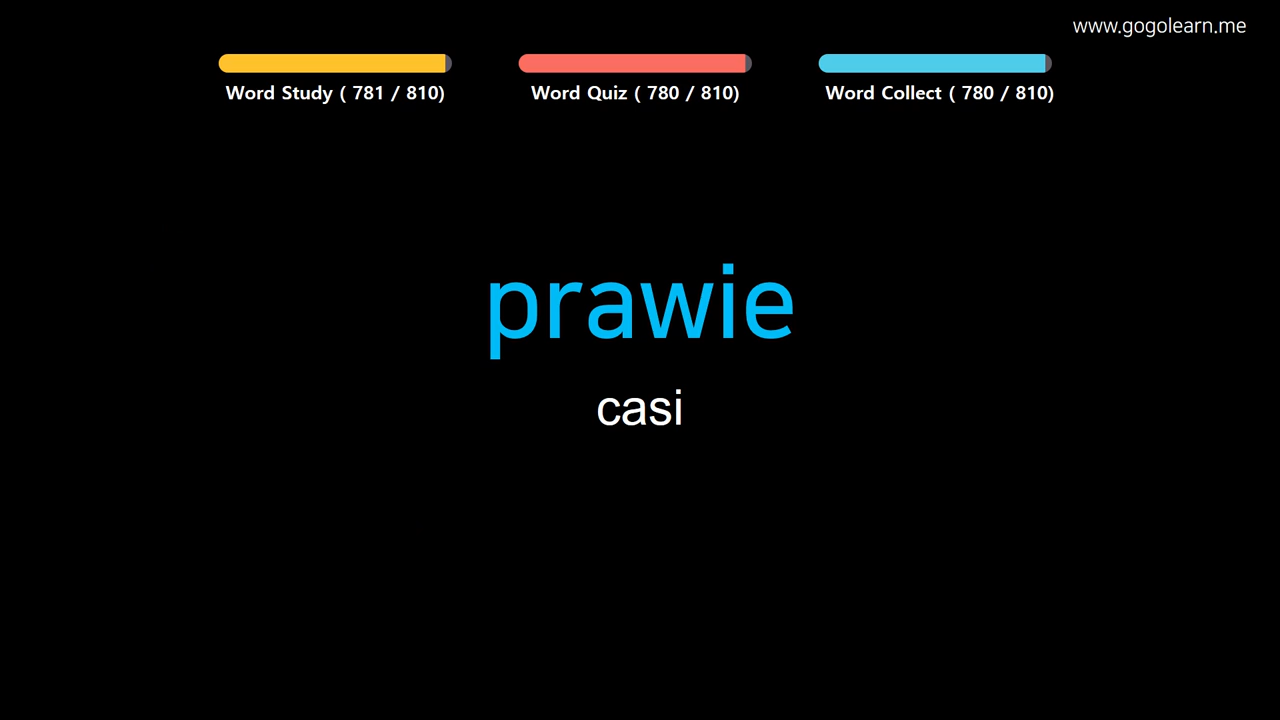 www.gogolearn.me
Word Study ( 781 / 810)
Word Quiz ( 780 / 810)
Word Collect ( 780 / 810)
prawie
casi